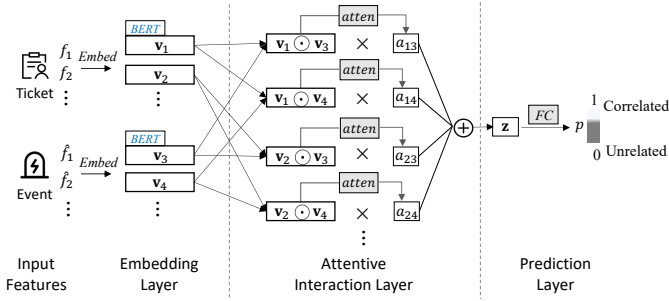 f₁
f₂
⋮
Ticket
Embed
BERT
v₁
v₂
⋮
f̂₁
f̂₂
⋮
Event
Embed
BERT
v₃
v₄
⋮
atten
v₁ ⊙ v₃ × a₁₃
atten
v₁ ⊙ v₄ × a₁₄
atten
v₂ ⊙ v₃ × a₂₃
atten
v₂ ⊙ v₄ × a₂₄
⋮
+
z
FC
p
1 Correlated
0 Unrelated
Input
Features
Embedding
Layer
Attentive
Interaction Layer
Prediction
Layer